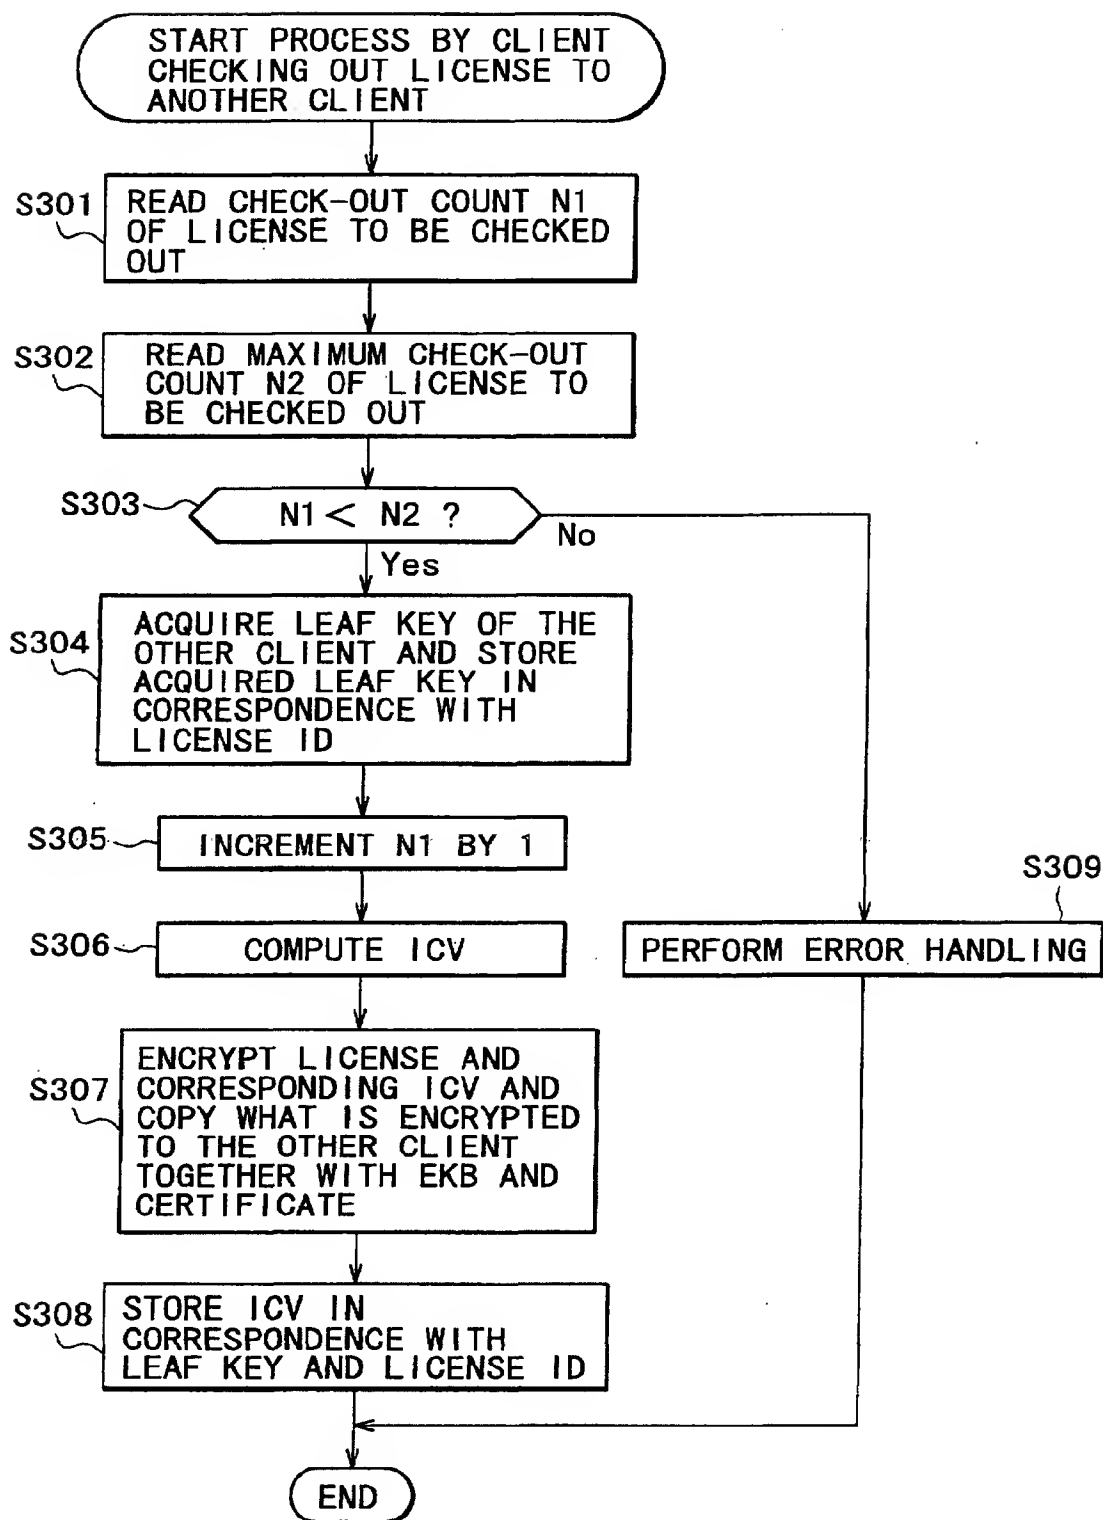 START PROCESS BY CLIENT
CHECKING OUT LICENSE TO
ANOTHER CLIENT
S301
READ CHECK-OUT COUNT N1
OF LICENSE TO BE CHECKED
OUT
S302
READ MAXIMUM CHECK-OUT
COUNT N2 OF LICENSE TO
BE CHECKED OUT
S303
N1 < N2 ?
No
Yes
S304
ACQUIRE LEAF KEY OF THE
OTHER CLIENT AND STORE
ACQUIRED LEAF KEY IN
CORRESPONDENCE WITH
LICENSE ID
S305
INCREMENT N1 BY 1
S306
COMPUTE ICV
S309
PERFORM ERROR HANDLING
S307
ENCRYPT LICENSE AND
CORRESPONDING ICV AND
COPY WHAT IS ENCRYPTED
TO THE OTHER CLIENT
TOGETHER WITH EKB AND
CERTIFICATE
S308
STORE ICV IN
CORRESPONDENCE WITH
LEAF KEY AND LICENSE ID
END